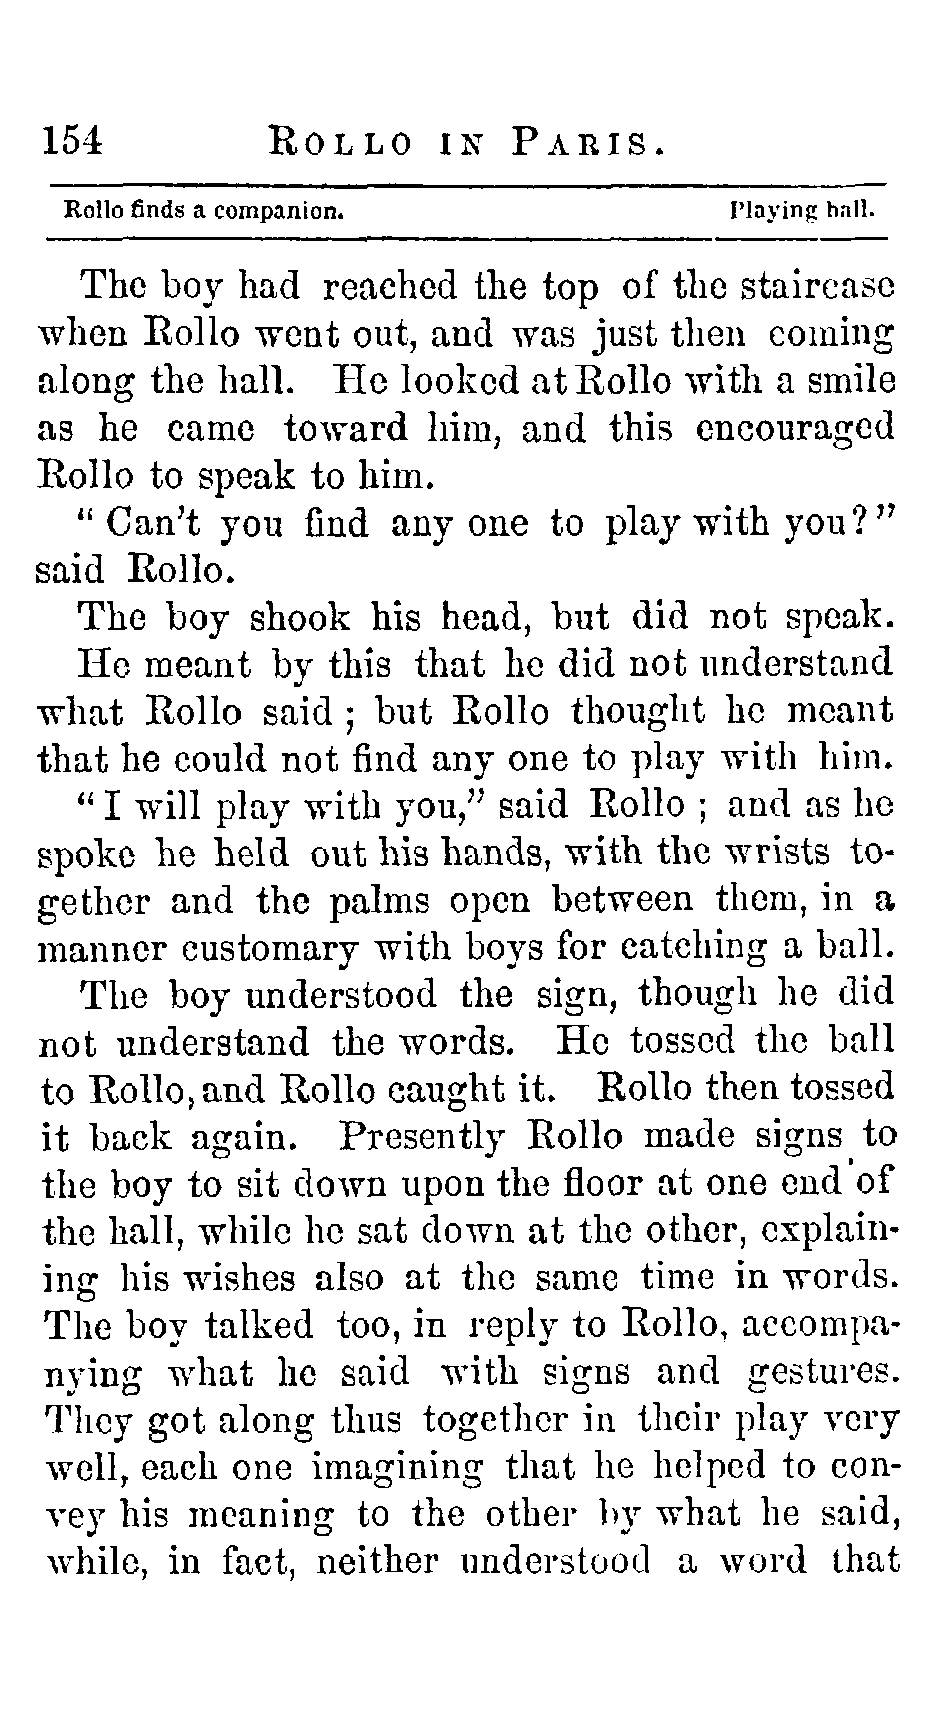 154 ROLLO IN PARIS.
Rollo finds a companion. Playing ball.
The boy had reached the top of the staircase
when Rollo went out, and was just then coming
along the hall. He looked at Rollo with a smile
as he came toward him, and this encouraged
Rollo to speak to him.
“ Can’t you find any one to play with you? ”
said Rollo.
The boy shook his head, but did not speak.
He meant by this that he did not understand
what Rollo said ; but Rollo thought he meant
that he could not find any one to play with him.
“ I will play with you,” said Rollo ; and as he
spoke he held out his hands, with the wrists to-
gether and the palms open between them, in a
manner customary with boys for catching a ball.
The boy understood the sign, though he did
not understand the words. He tossed the ball
to Rollo, and Rollo caught it. Rollo then tossed
it back again. Presently Rollo made signs to
the boy to sit down upon the floor at one end of
the hall, while he sat down at the other, explain-
ing his wishes also at the same time in words.
The boy talked too, in reply to Rollo, accompa-
nying what he said with signs and gestures.
They got along thus together in their play very
well, each one imagining that he helped to con-
vey his meaning to the other by what he said,
while, in fact, neither understood a word that